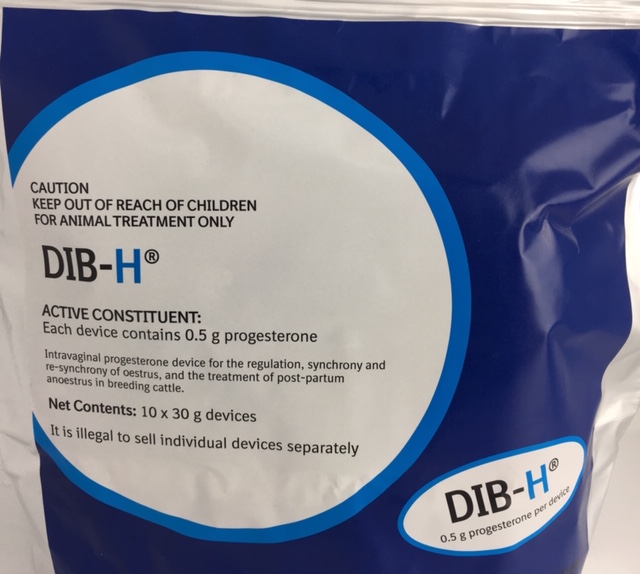 CAUTION
KEEP OUT OF REACH OF CHILDREN
FOR ANIMAL TREATMENT ONLY
DIB-H®
ACTIVE CONSTITUENT:
Each device contains 0.5 g progesterone
Intravaginal progesterone device for the regulation, synchrony and
re-synchrony of oestrus, and the treatment of post-partum
anoestrus in breeding cattle.
Net Contents: 10 x 30 g devices
It is illegal to sell individual devices separately
DIB-H®
0.5 g progesterone per device